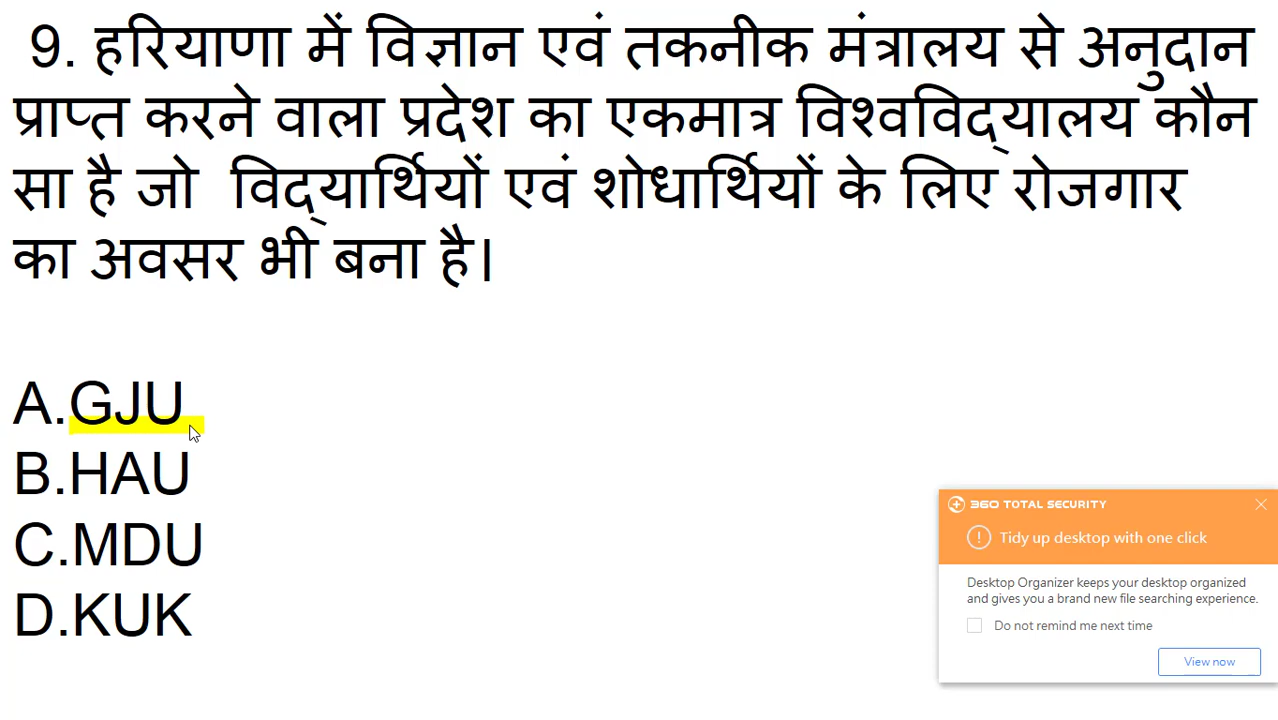 9. हरियाणा में विज्ञान एवं तकनीक मंत्रालय से अनुदान
प्राप्त करने वाला प्रदेश का एकमात्र विश्वविद्यालय कौन
सा है जो विद्यार्थियों एवं शोधार्थियों के लिए रोजगार
का अवसर भी बना है।
A.GJU
B.HAU
C.MDU
D.KUK
360 TOTAL SECURITY
Tidy up desktop with one click
Desktop Organizer keeps your desktop organized
and gives you a brand new file searching experience.
Do not remind me next time
View now